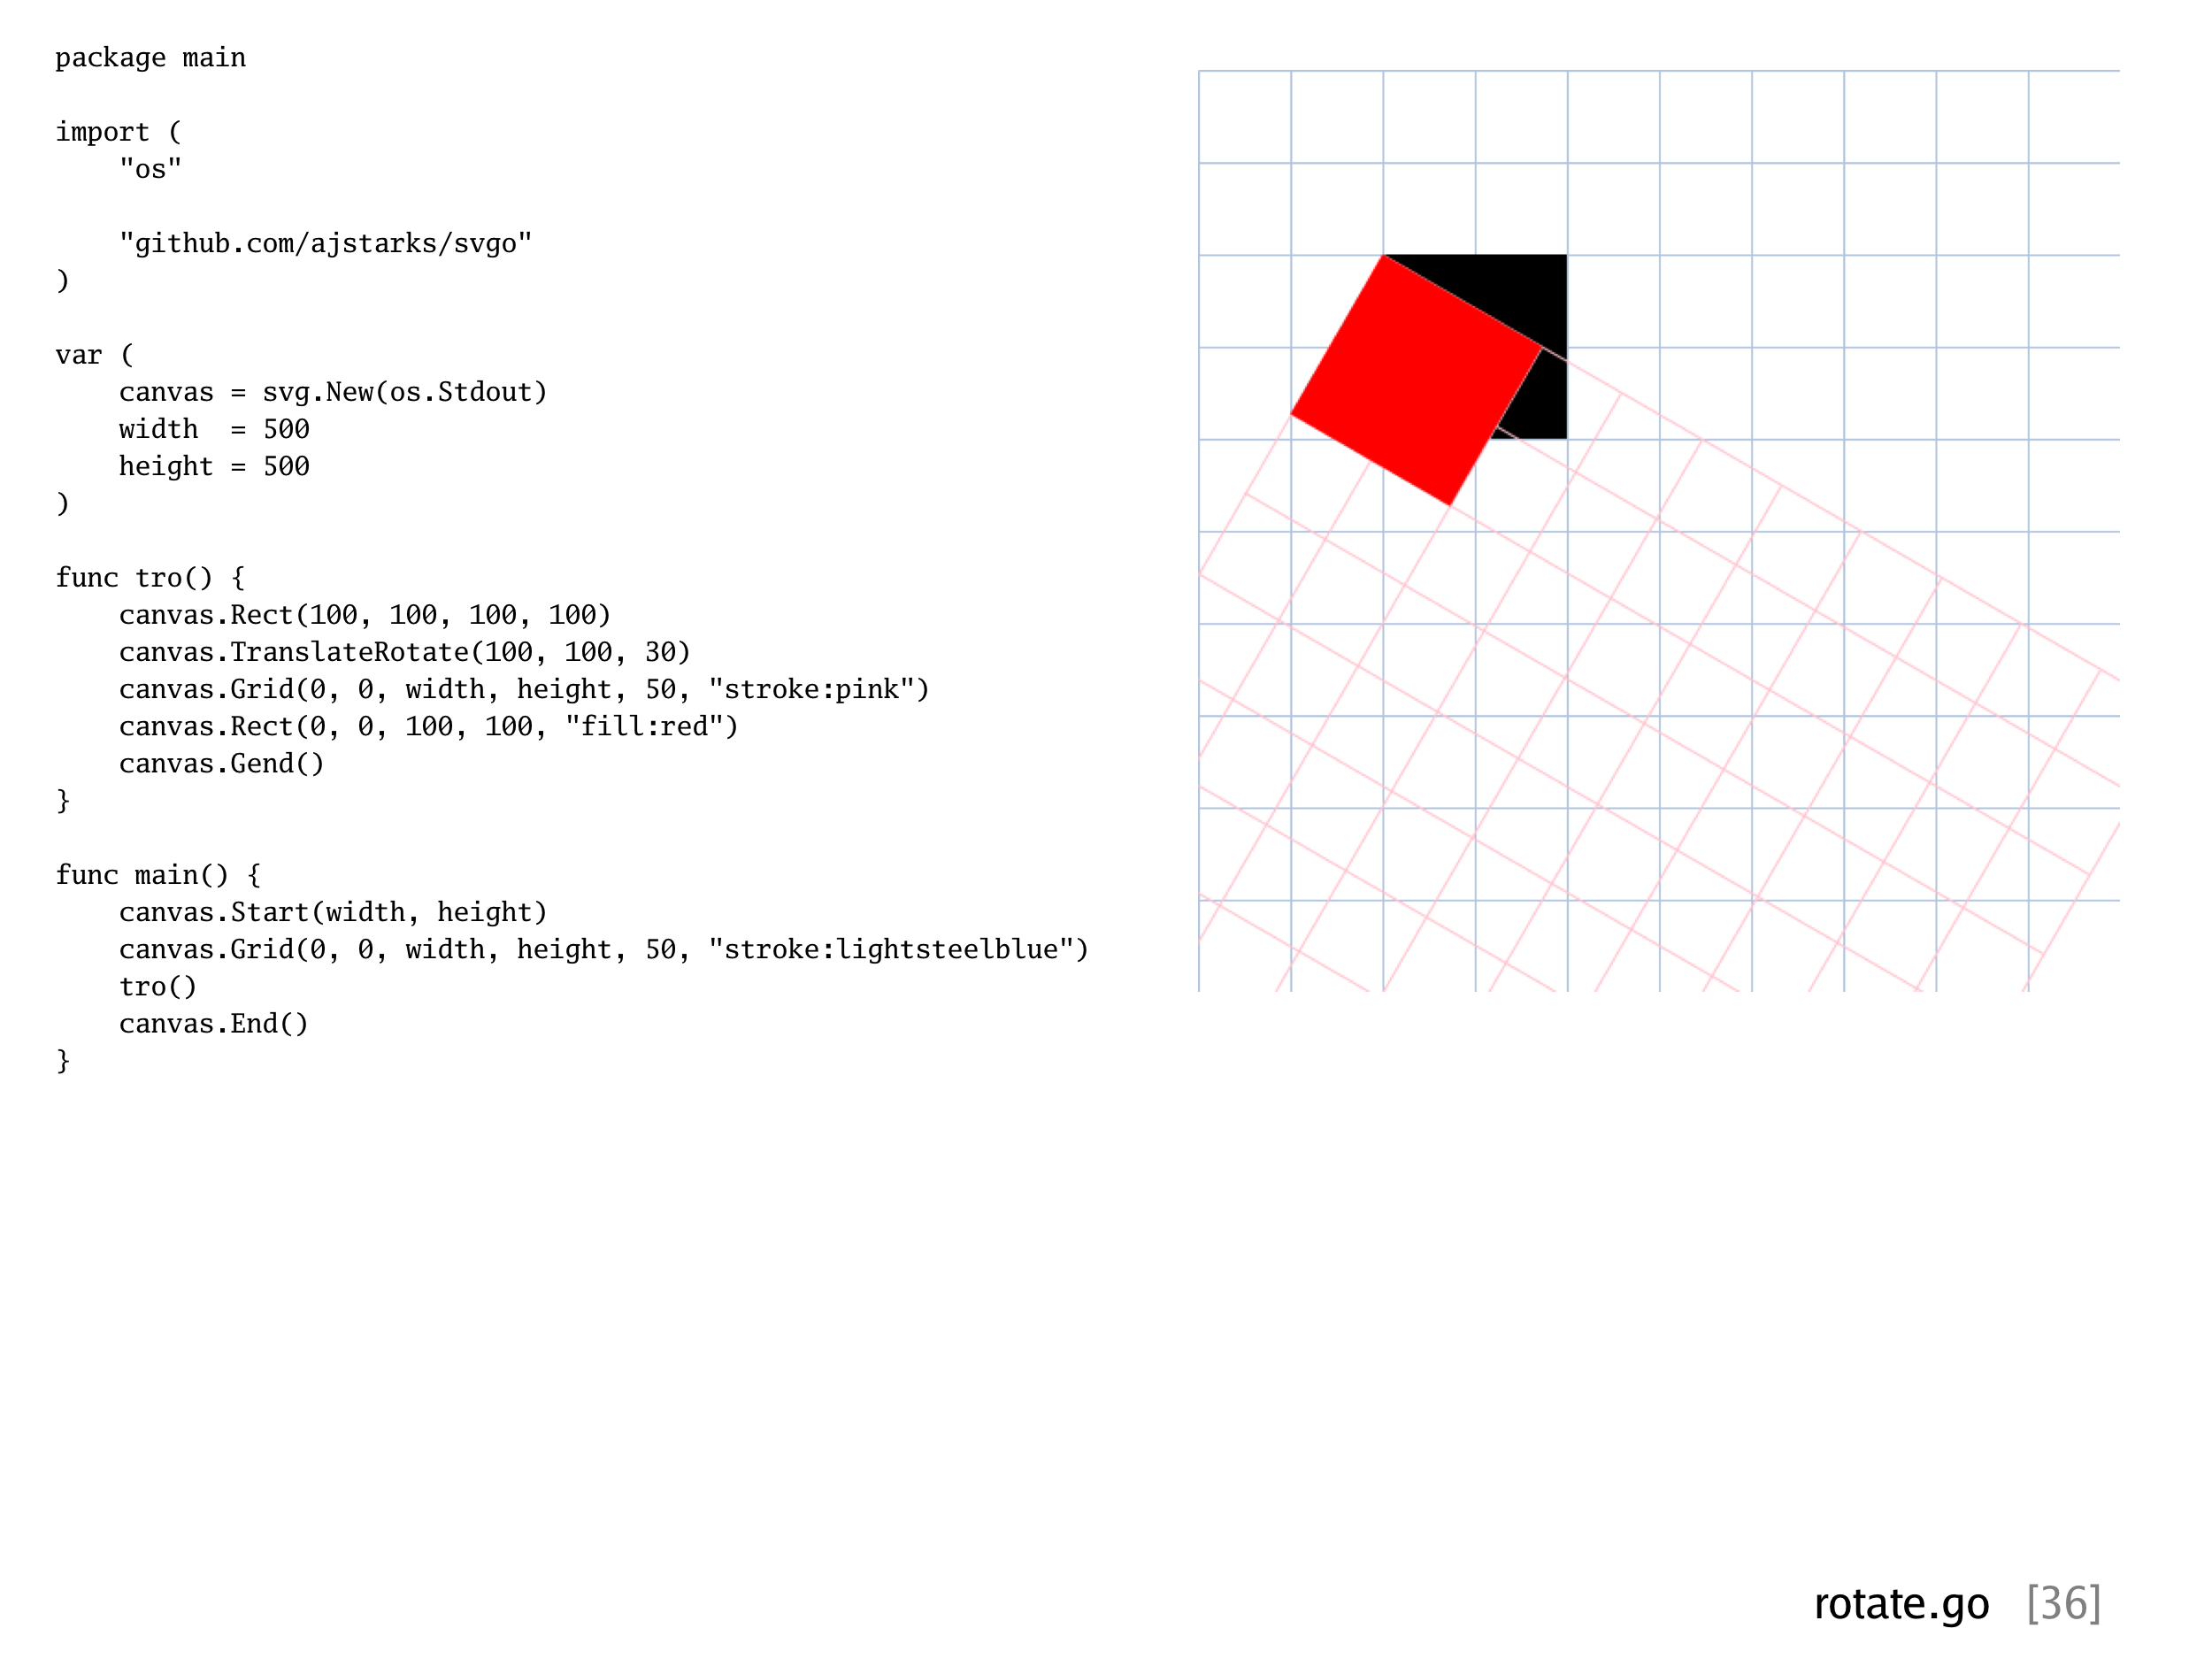 package main
import (
"os"
"github.com/ajstarks/svgo"
)
var (
canvas = svg.New(os.Stdout)
width  = 500
height = 500
)
func tro() {
canvas.Rect(100, 100, 100, 100)
canvas.TranslateRotate(100, 100, 30)
canvas.Grid(0, 0, width, height, 50, "stroke:pink")
canvas.Rect(0, 0, 100, 100, "fill:red")
canvas.Gend()
}
func main() {
canvas.Start(width, height)
canvas.Grid(0, 0, width, height, 50, "stroke:lightsteelblue")
tro()
canvas.End()
}
rotate.go [36]